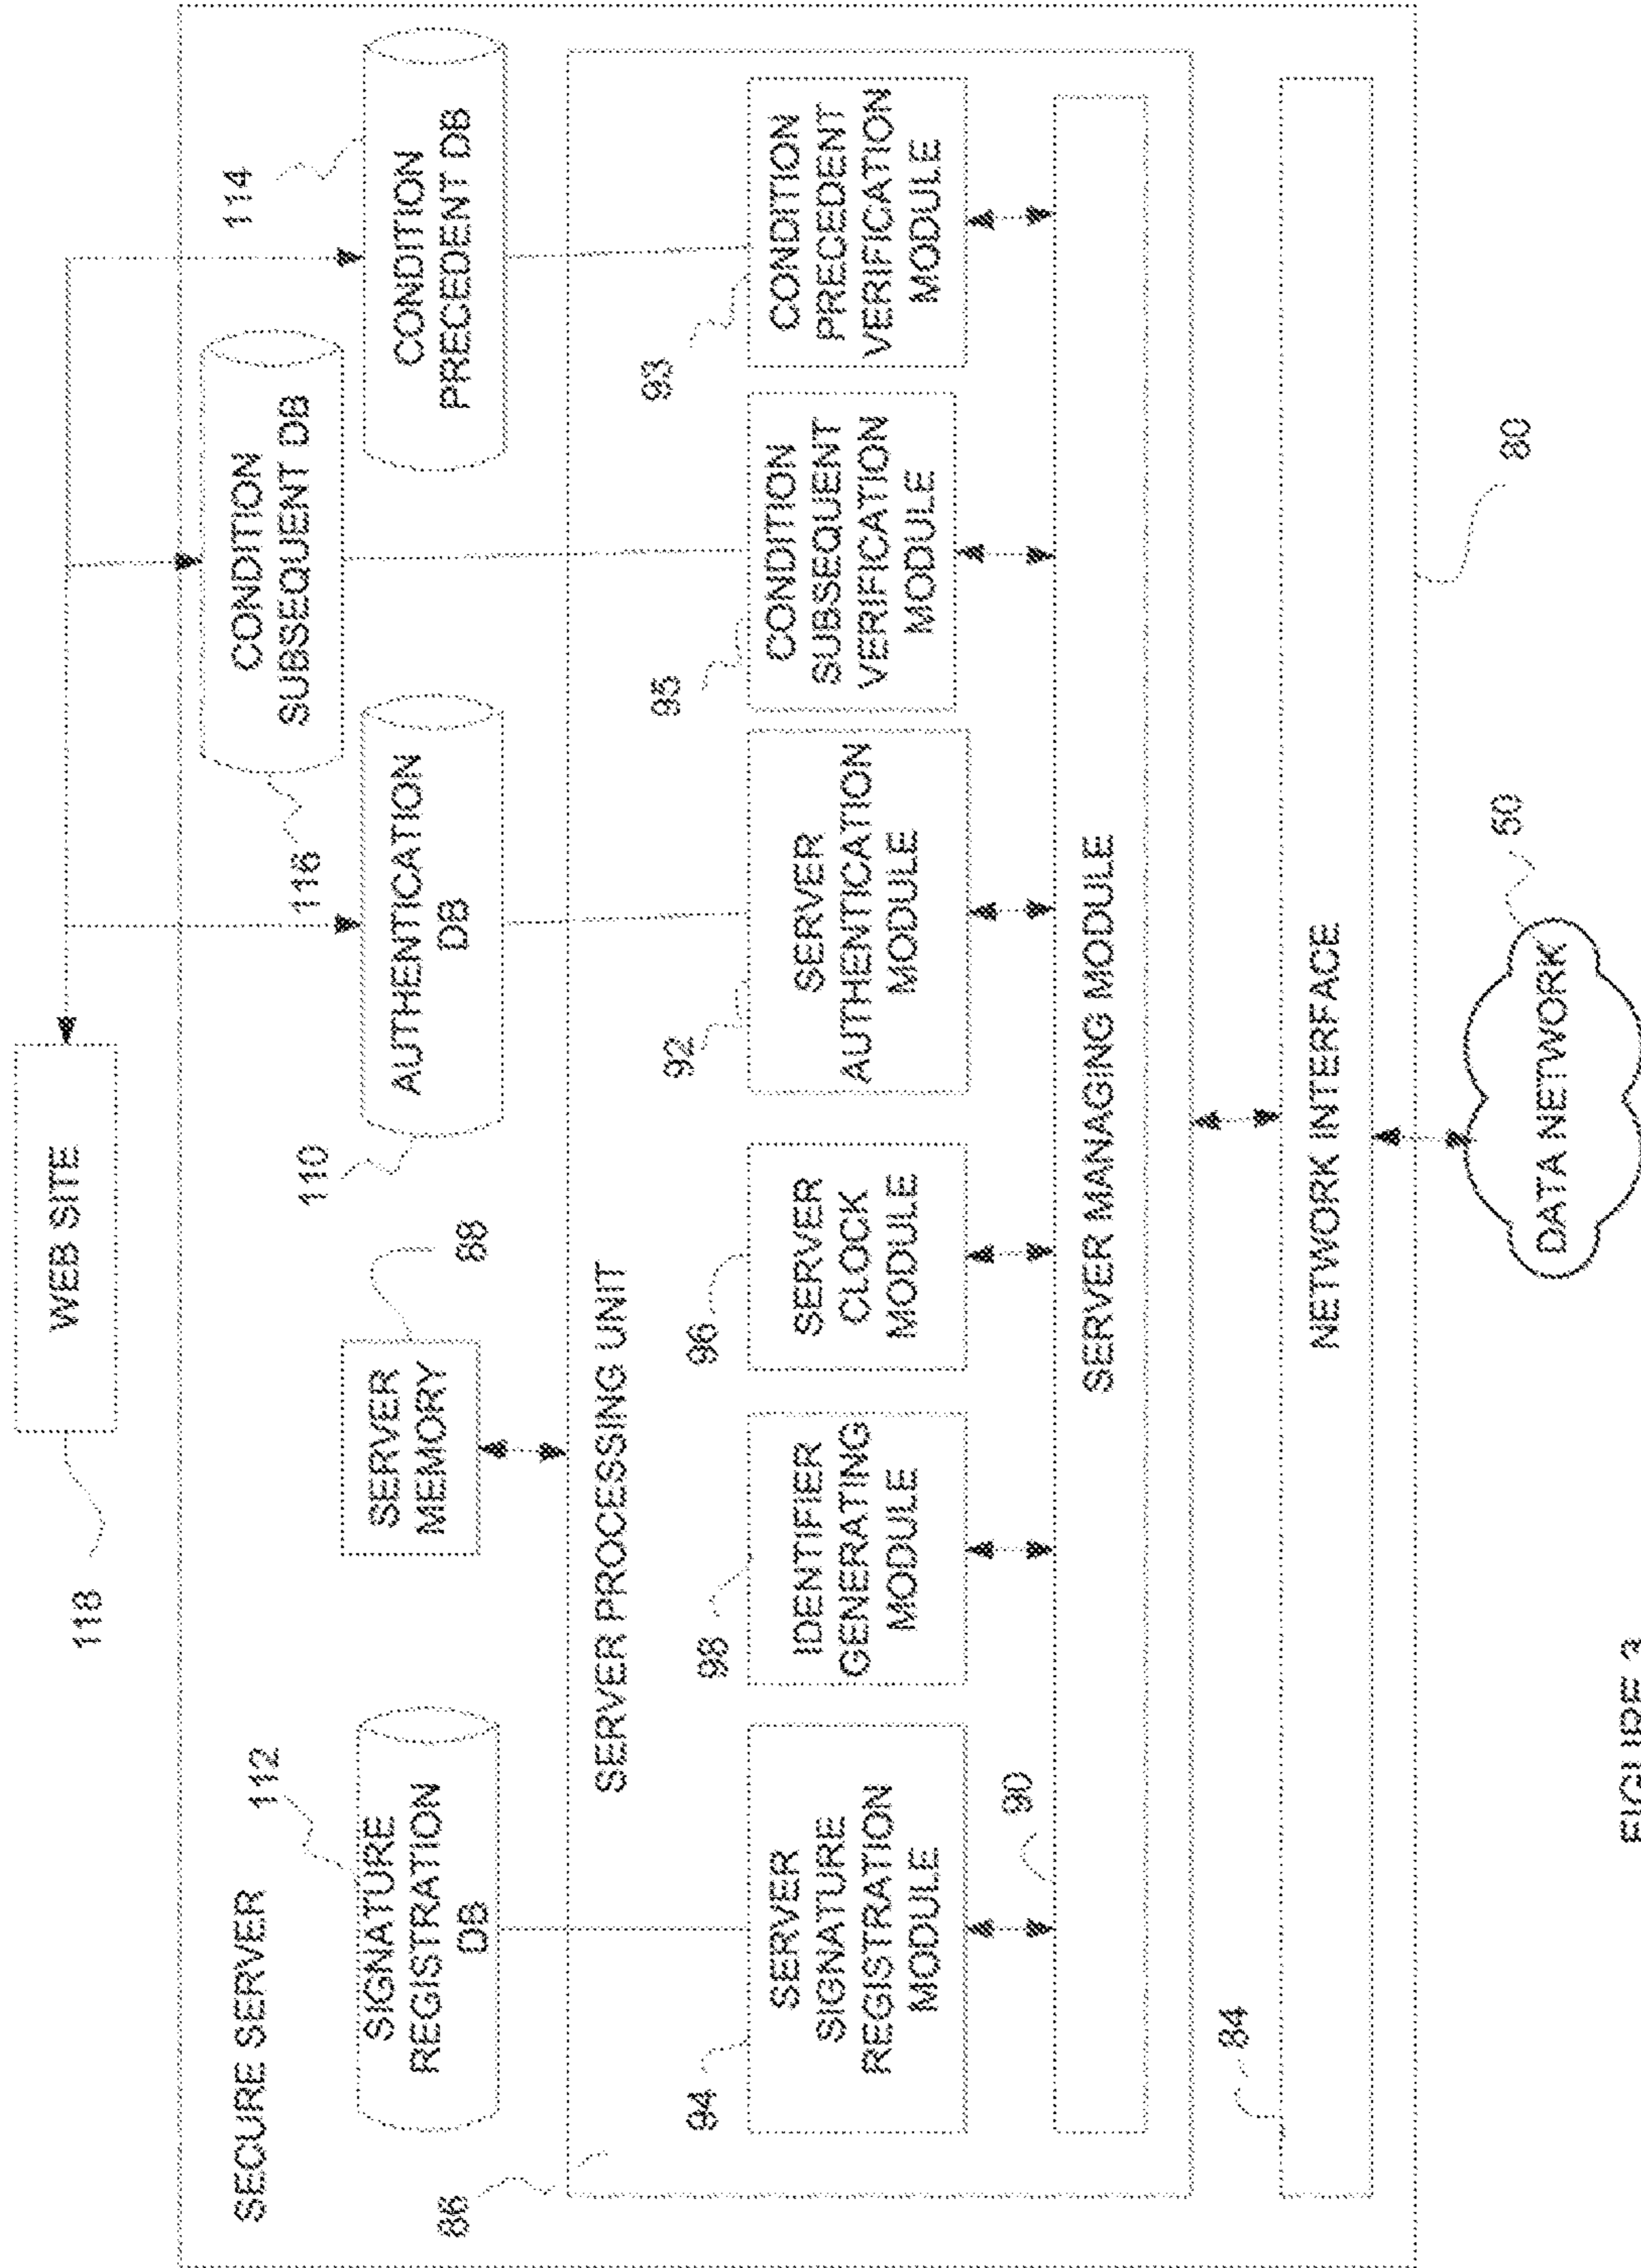 WEB SITE
118
SECURE SERVER
112
SIGNATURE
REGISTRATION
DB
SERVER
MEMORY
88
110
AUTHENTICATION
DB
116
CONDITION
SUBSEQUENT DB
114
CONDITION
PRECEDENT DB
86
SERVER PROCESSING UNIT
94
SERVER
SIGNATURE
REGISTRATION
MODULE
98
IDENTIFIER
GENERATING
MODULE
96
SERVER
CLOCK
MODULE
92
SERVER
AUTHENTICATION
MODULE
95
CONDITION
SUBSEQUENT
VERIFICATION
MODULE
93
CONDITION
PRECEDENT
VERIFICATION
MODULE
90
SERVER MANAGING MODULE
84
NETWORK INTERFACE
80
60
DATA NETWORK
FIGURE 3